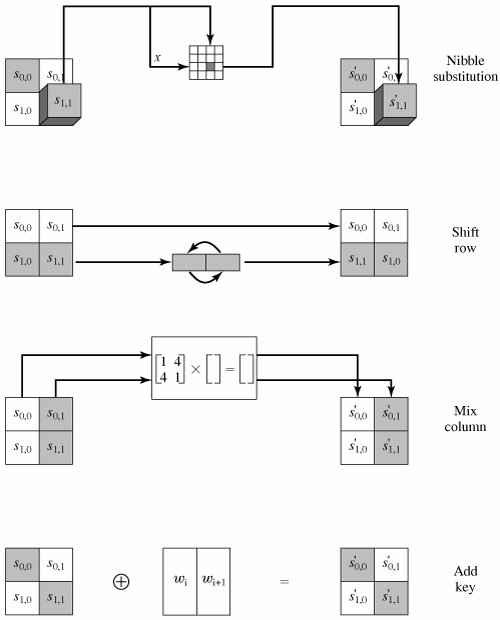 x
s0,0 s0,1 s'0,0 s'0,1 Nibble
substitution
s1,0 s1,1 s'1,0 s'1,1
s0,0 s0,1 s0,0 s0,1 Shift
row
s1,0 s1,1 s1,1 s1,0
1 4
4 1 × =
s0,0 s0,1 s'0,0 s'0,1 Mix
column
s1,0 s1,1 s'1,0 s'1,1
s0,0 s0,1 s'0,0 s'0,1 Add
key
⊕ wi wi+1 =
s1,0 s1,1 s'1,0 s'1,1